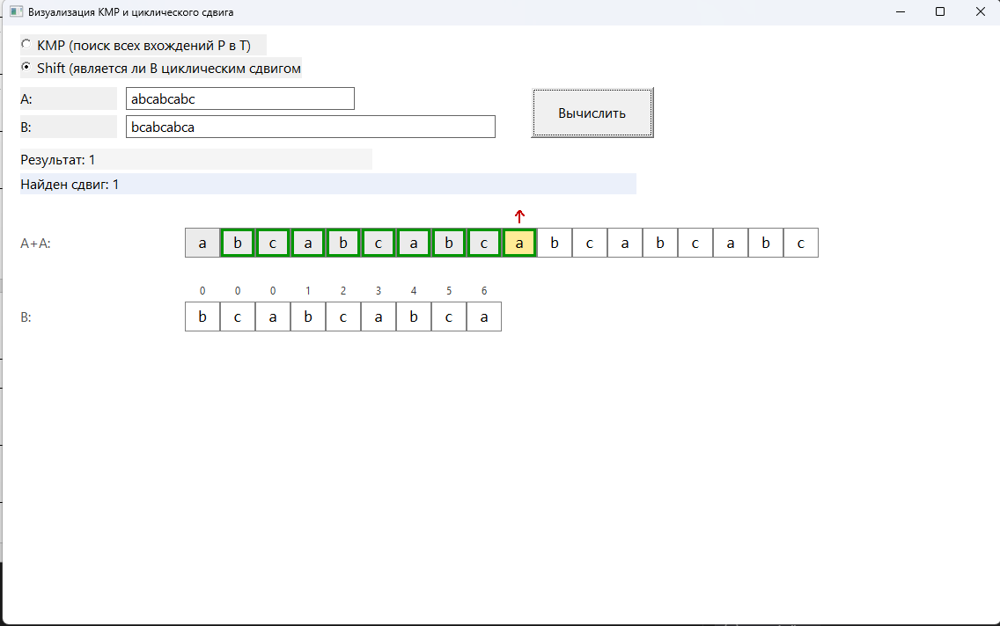 Визуализация КМР и циклического сдвига
КМР (поиск всех вхождений P в T)
Shift (является ли B циклическим сдвигом
A: abcabcabc
Вычислить
B: bcabcabca
Результат: 1
Найден сдвиг: 1
A+A: a b c a b c a b c a b c a b c a b c
0 0 0 1 2 3 4 5 6
B: b c a b c a b c a